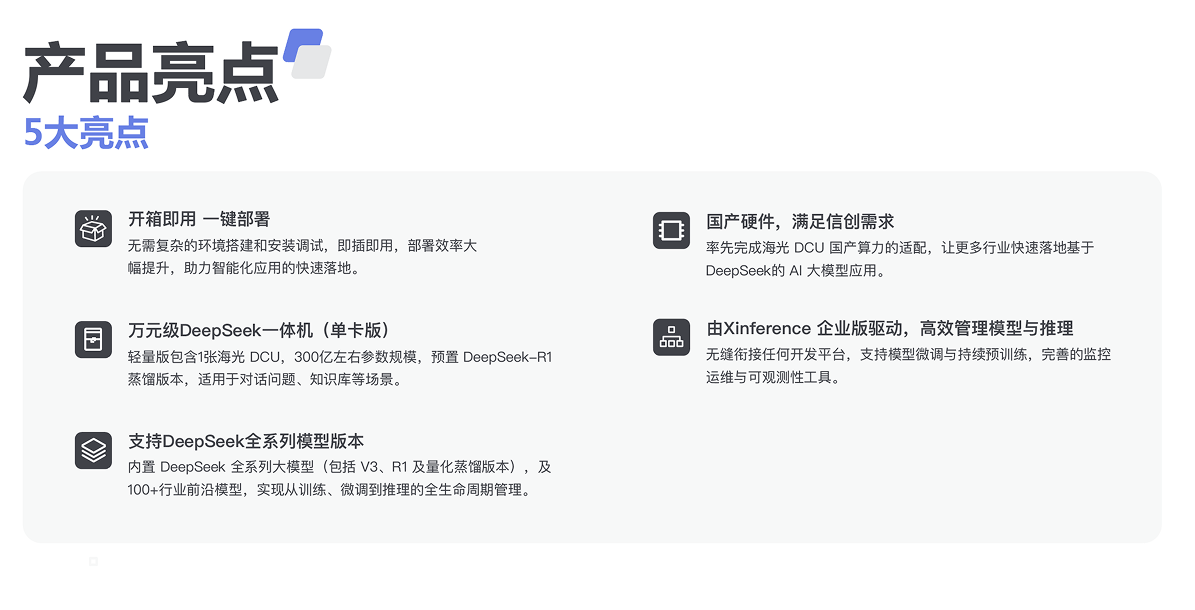 产品亮点
5大亮点
开箱即用 一键部署
无需复杂的环境搭建和安装调试，即插即用，部署效率大
幅提升，助力智能化应用的快速落地。
万元级DeepSeek一体机（单卡版）
轻量版包含1张海光 DCU，300亿左右参数规模，预置 DeepSeek-R1
蒸馏版本，适用于对话问题、知识库等场景。
支持DeepSeek全系列模型版本
内置 DeepSeek 全系列大模型（包括 V3、R1 及量化蒸馏版本），及
100+行业前沿模型，实现从训练、微调到推理的全生命周期管理。
国产硬件，满足信创需求
率先完成海光 DCU 国产算力的适配，让更多行业快速落地基于
DeepSeek的 AI 大模型应用。
由Xinference 企业版驱动，高效管理模型与推理
无缝衔接任何开发平台，支持模型微调与持续预训练，完善的监控
运维与可观测性工具。